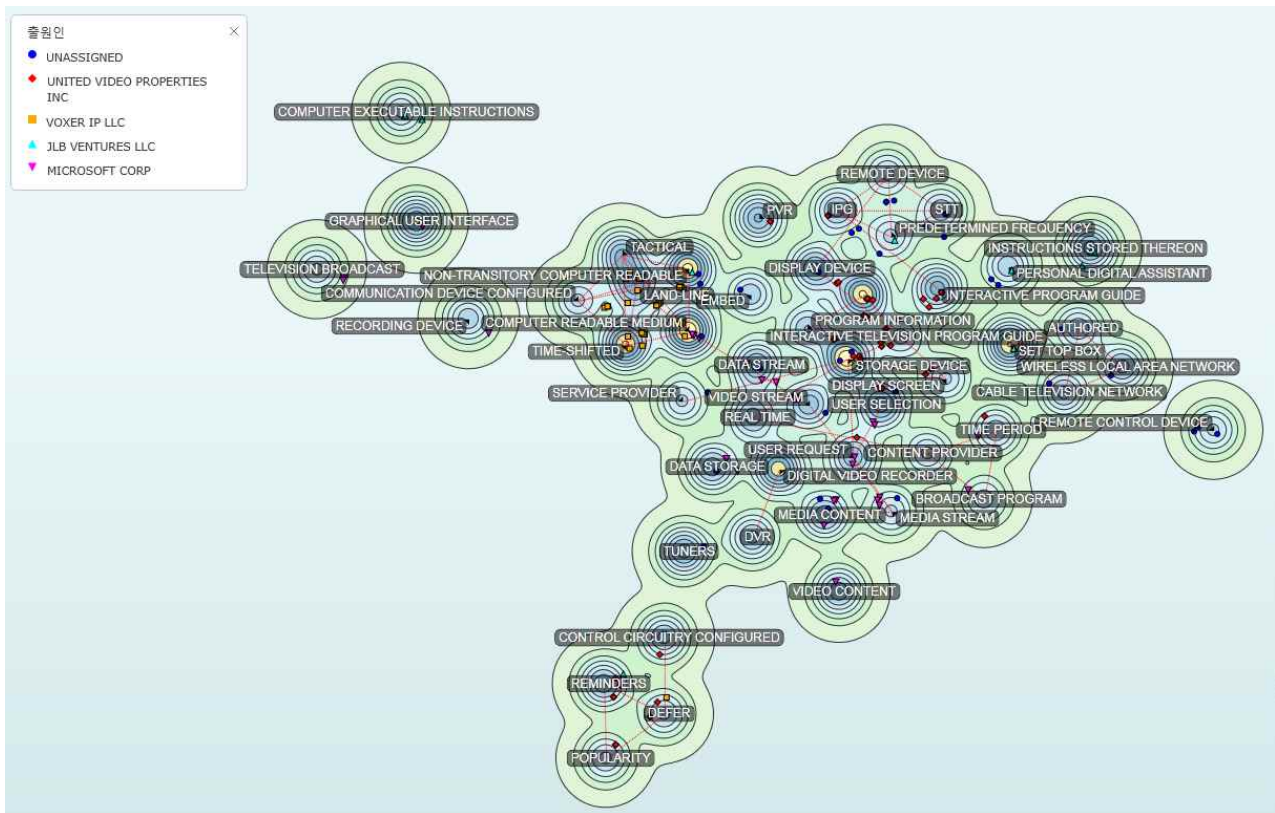 출원인
UNASSIGNED
UNITED VIDEO PROPERTIES
INC
VOXER IP LLC
JLB VENTURES LLC
MICROSOFT CORP
COMPUTER EXECUTABLE INSTRUCTIONS
REMOTE DEVICE
PVR
IPG
STT
GRAPHICAL USER INTERFACE
PREDETERMINED FREQUENCY
TACTICAL
INSTRUCTIONS STORED THEREON
TELEVISION BROADCAST
DISPLAY DEVICE
NON-TRANSITORY COMPUTER READABLE
PERSONAL DIGITAL ASSISTANT
COMMUNICATION DEVICE CONFIGURED
LAND-LINE
EMBED
INTERACTIVE PROGRAM GUIDE
RECORDING DEVICE
COMPUTER READABLE MEDIUM
PROGRAM INFORMATION
AUTHORED
INTERACTIVE TELEVISION PROGRAM GUIDE
TIME-SHIFTED
SET TOP BOX
DATA STREAM
STORAGE DEVICE
WIRELESS LOCAL AREA NETWORK
DISPLAY SCREEN
SERVICE PROVIDER
VIDEO STREAM
CABLE TELEVISION NETWORK
USER SELECTION
REAL TIME
REMOTE CONTROL DEVICE
TIME PERIOD
USER REQUEST
CONTENT PROVIDER
DATA STORAGE
DIGITAL VIDEO RECORDER
BROADCAST PROGRAM
MEDIA CONTENT
MEDIA STREAM
DVR
TUNERS
VIDEO CONTENT
CONTROL CIRCUITRY CONFIGURED
REMINDERS
DEFER
POPULARITY